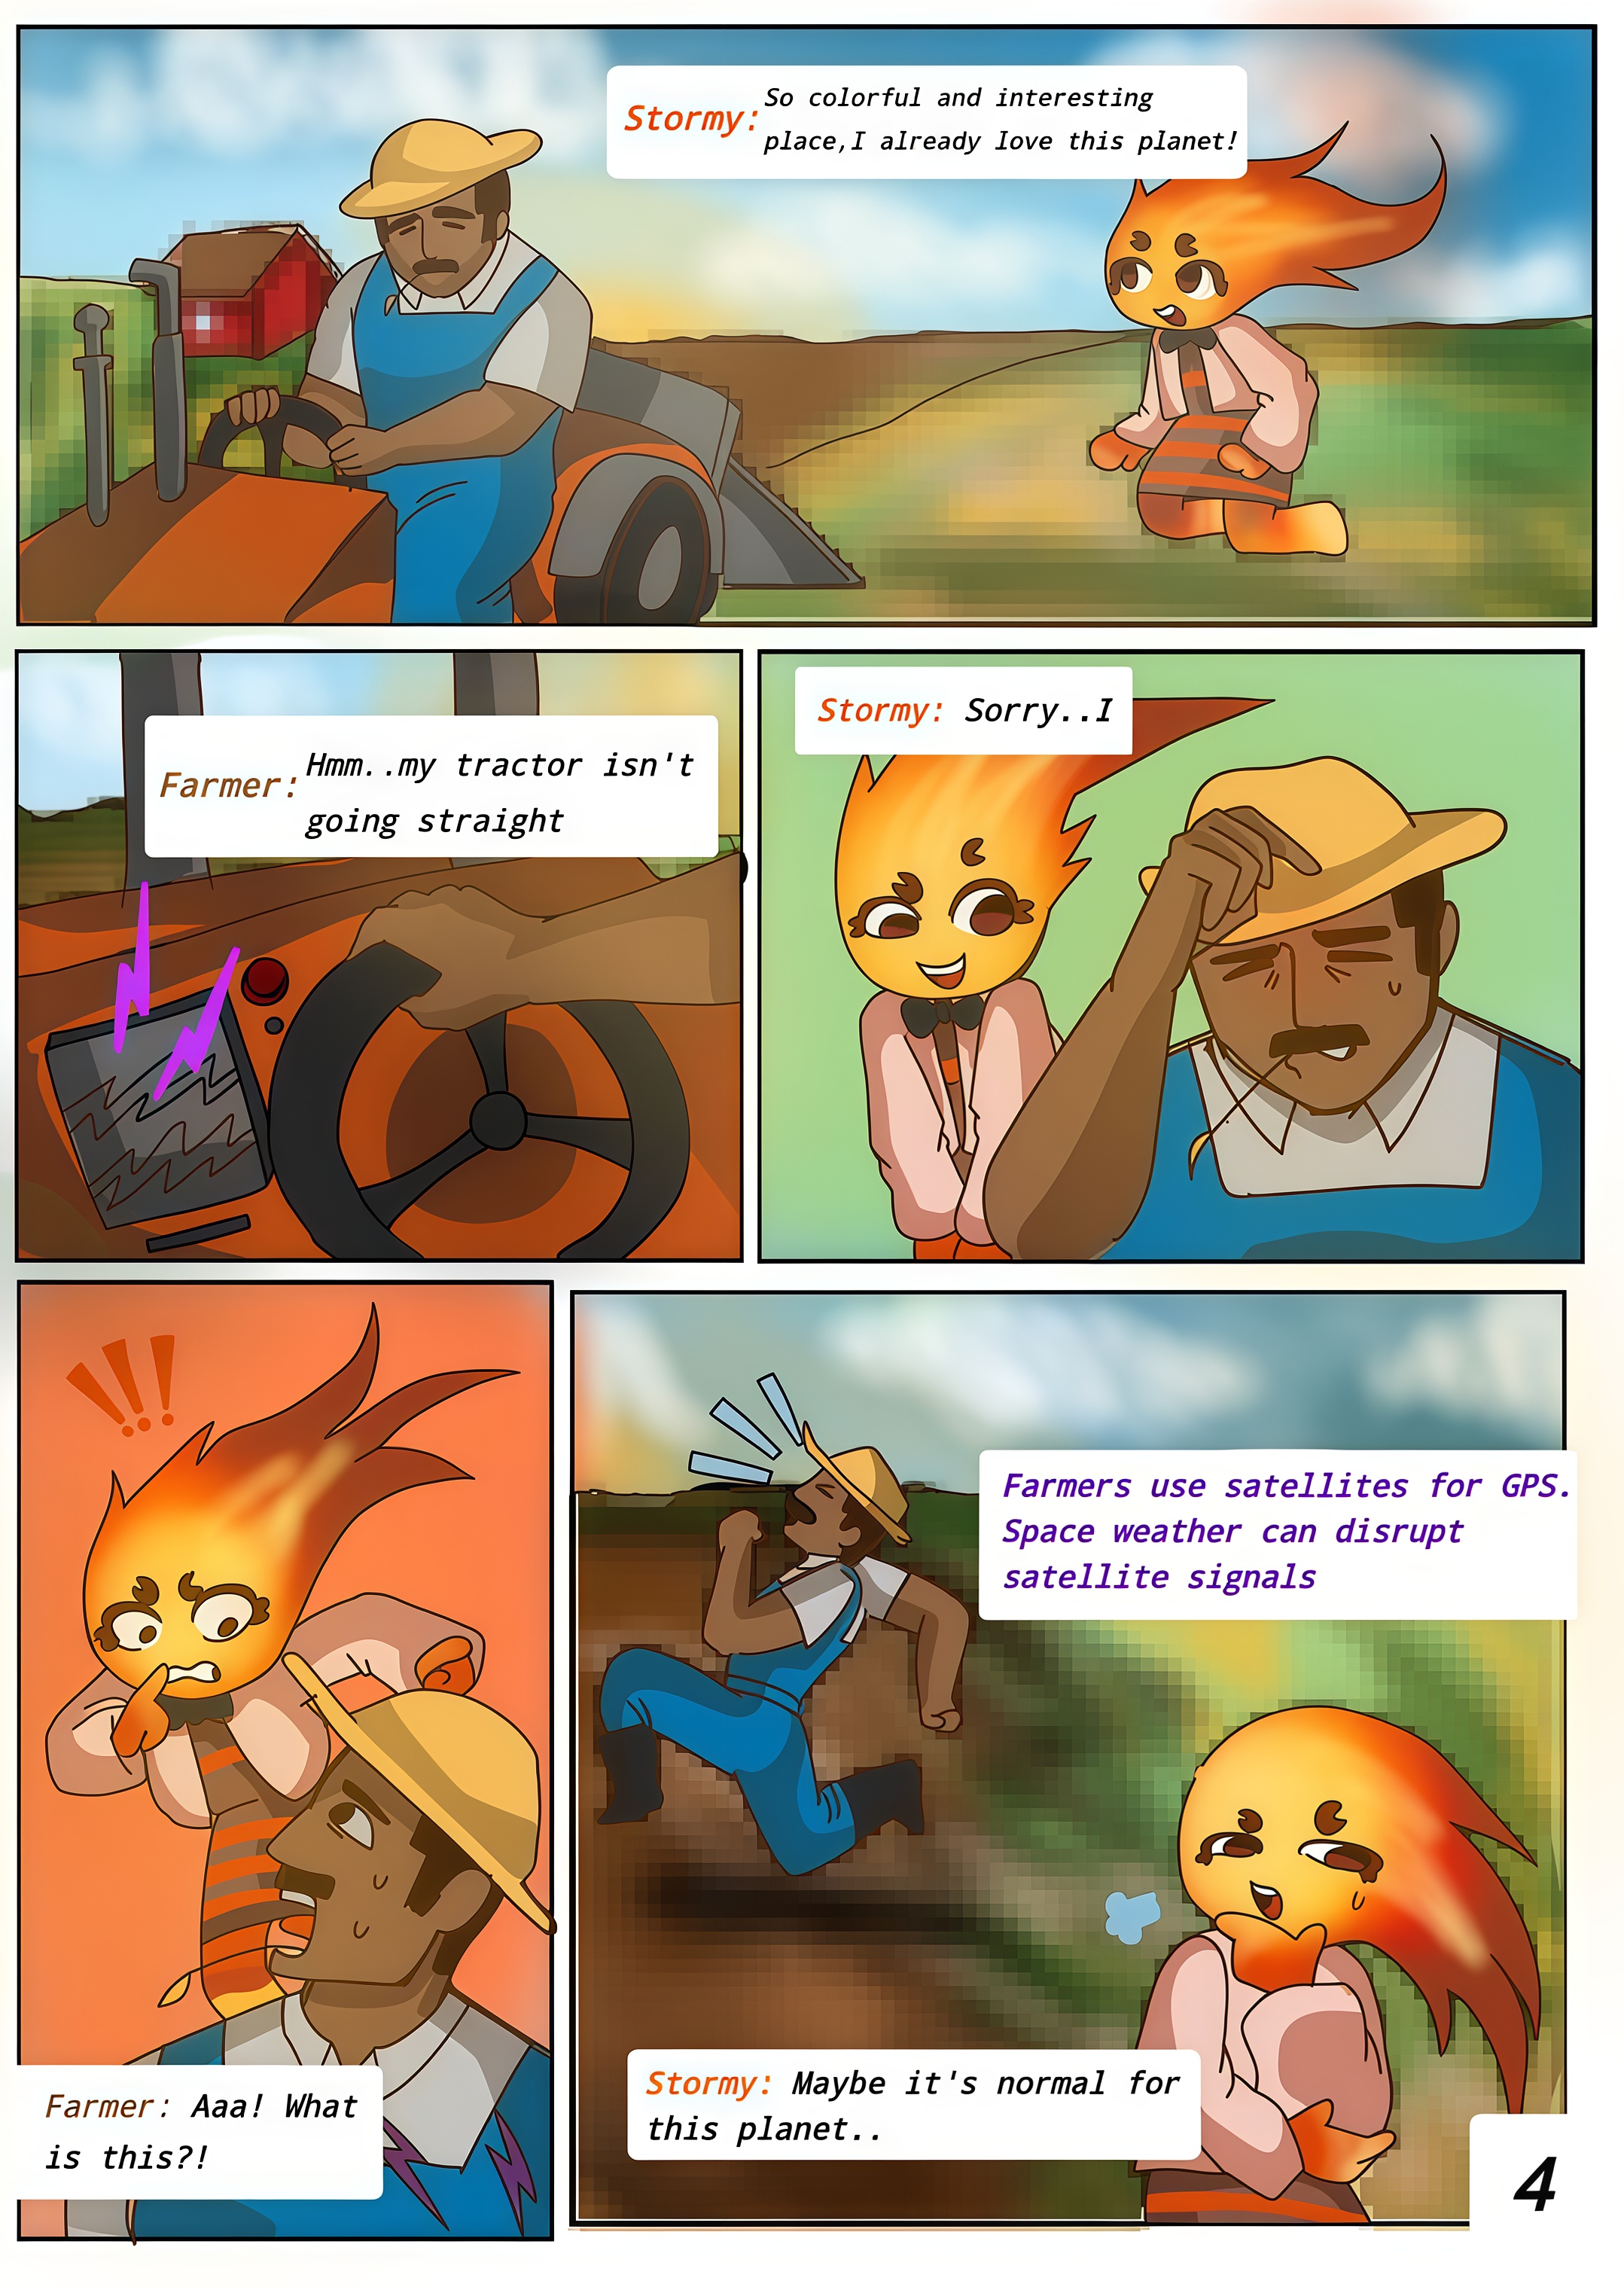 Stormy: So colorful and interesting
place,I already love this planet!
Farmer: Hmm..my tractor isn't
going straight
Stormy: Sorry..I
!!!
Farmer: Aaa! What
is this?!
Farmers use satellites for GPS.
Space weather can disrupt
satellite signals
Stormy: Maybe it's normal for
this planet..
4